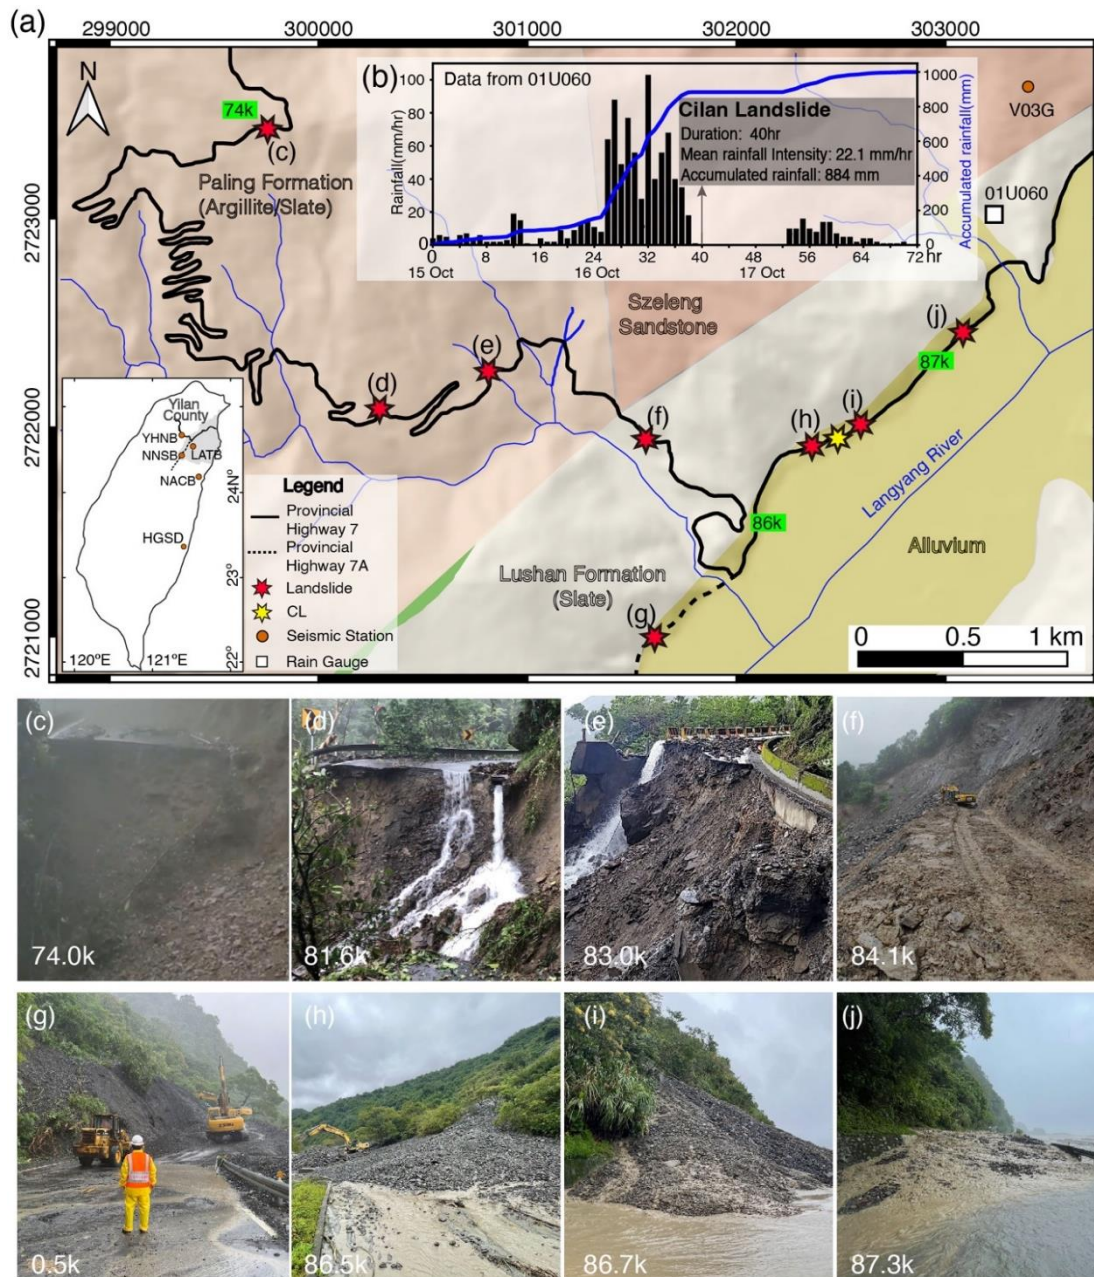 (a)
299000 300000 301000 302000 303000
2723000
2722000
2721000
N
74k
(c)
Paling Formation
(Argillite/Slate)
(b)
Data from 01U060
Rainfall(mm/hr)
100
80
60
40
20
0
Accumulated rainfall(mm)
1000
800
600
400
200
0
0 8 16 24 32 40 48 56 64 72 hr
15 Oct 16 Oct 17 Oct
Cilan Landslide
Duration: 40hr
Mean rainfall Intensity: 22.1 mm/hr
Accumulated rainfall: 884 mm
V03G
01U060
Szeleng
Sandstone
(d)
(e)
(f)
(g)
(h)
(i)
(j)
87k
86k
Langyang River
Alluvium
Lushan Formation
(Slate)
Yilan
County
YHNB
NNSB LATB
NACB
HGSD
24°N
23°
22°
120°E 121°E
Legend
Provincial
Highway 7
Provincial
Highway 7A
Landslide
CL
Seismic Station
Rain Gauge
0 0.5 1 km
(c) (d) (e) (f)
74.0k 81.6k 83.0k 84.1k
(g) (h) (i) (j)
0.5k 86.5k 86.7k 87.3k